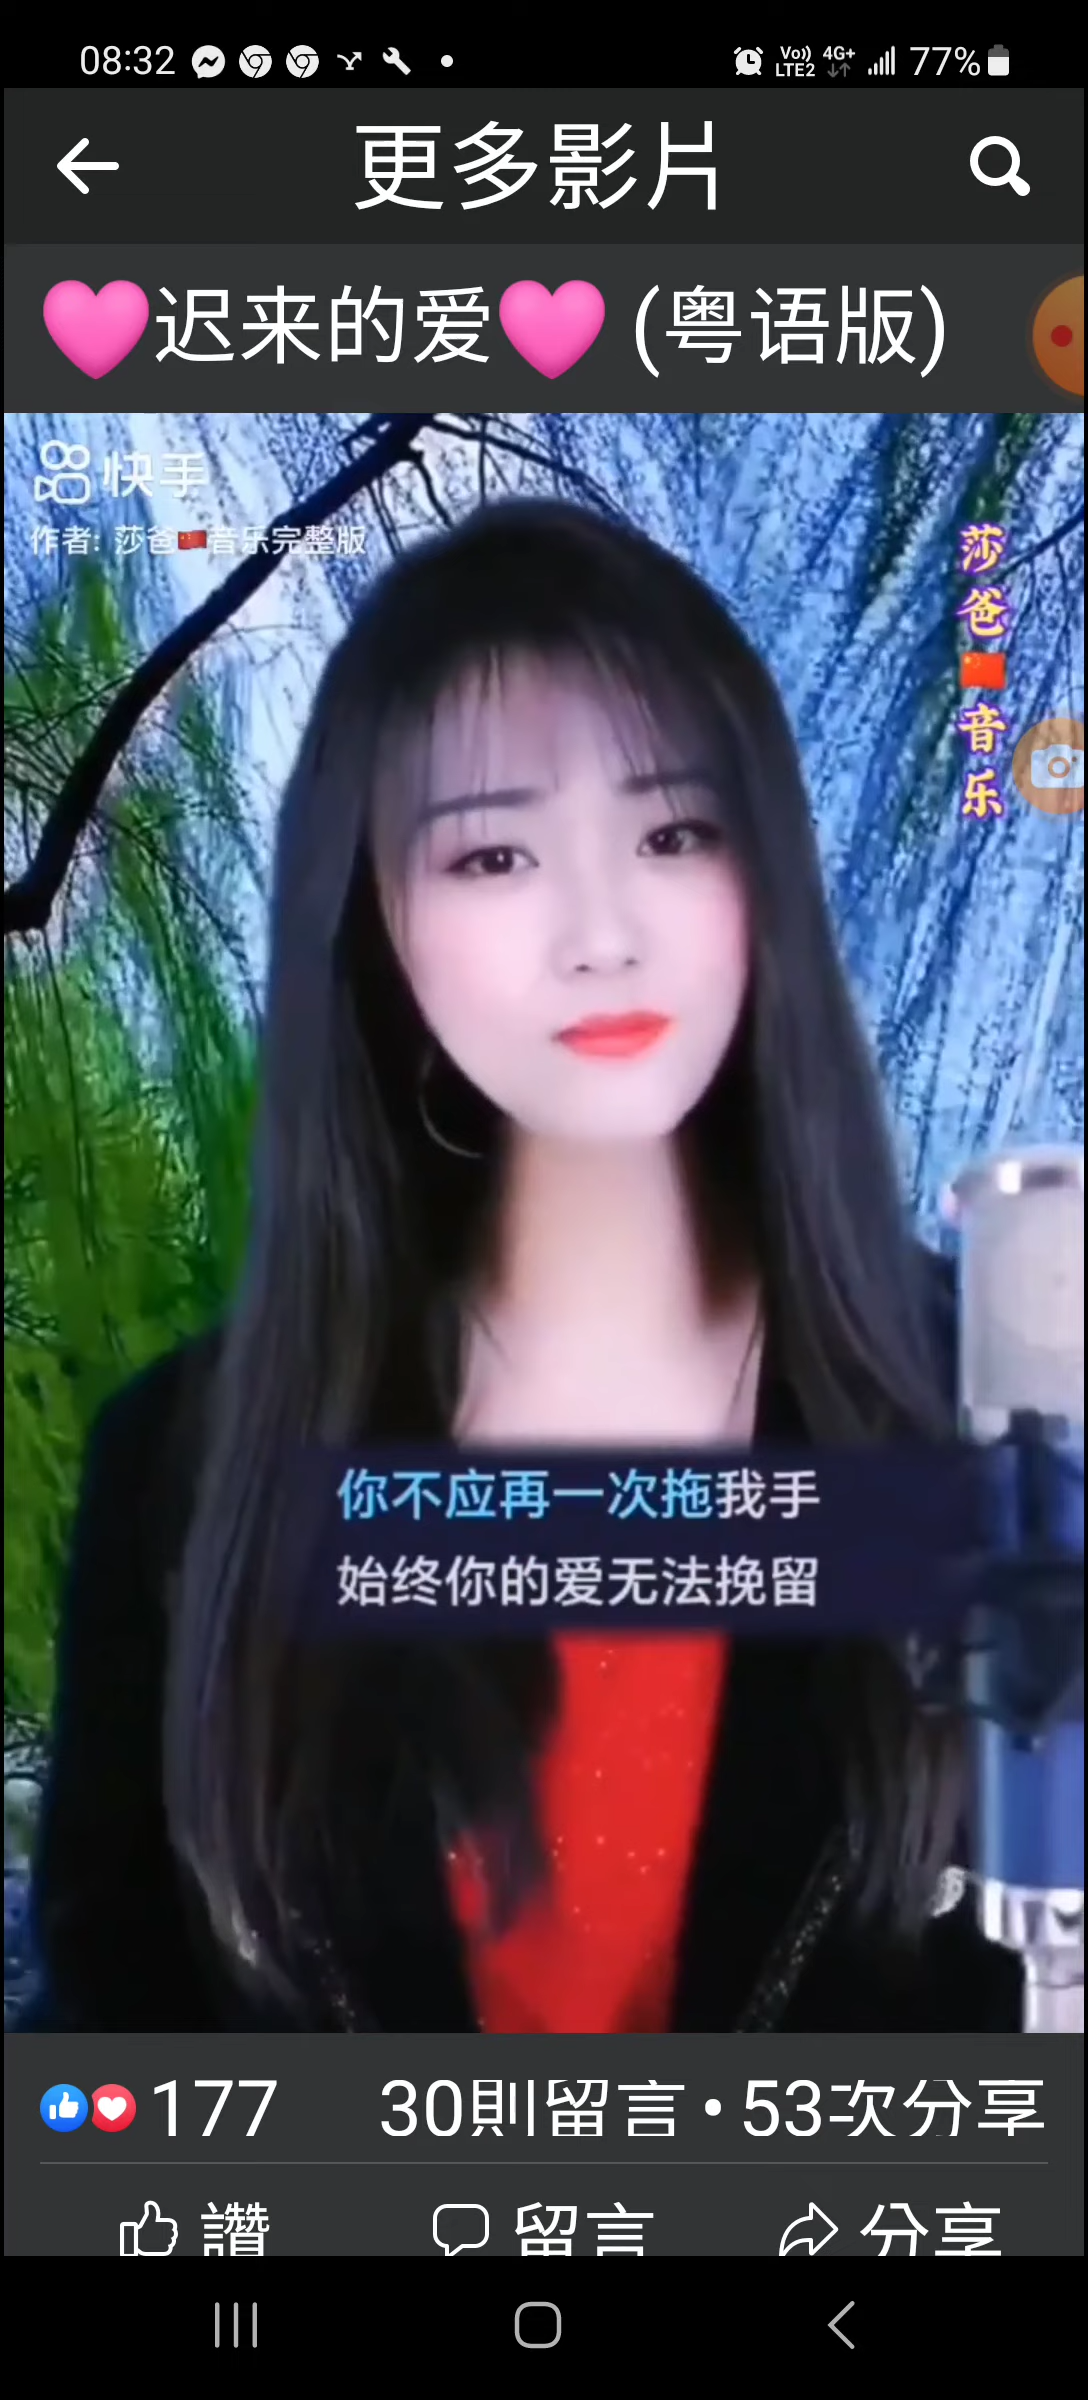 08:32
Vo)) LTE2 4G+ 77%
更多影片
🩷迟来的爱🩷 (粤语版)
快手
作者: 莎爸🇨🇳音乐完整版
莎爸🇨🇳音乐
你不应再一次拖我手
始终你的爱无法挽留
177 30則留言 • 53次分享
讚 留言 分享